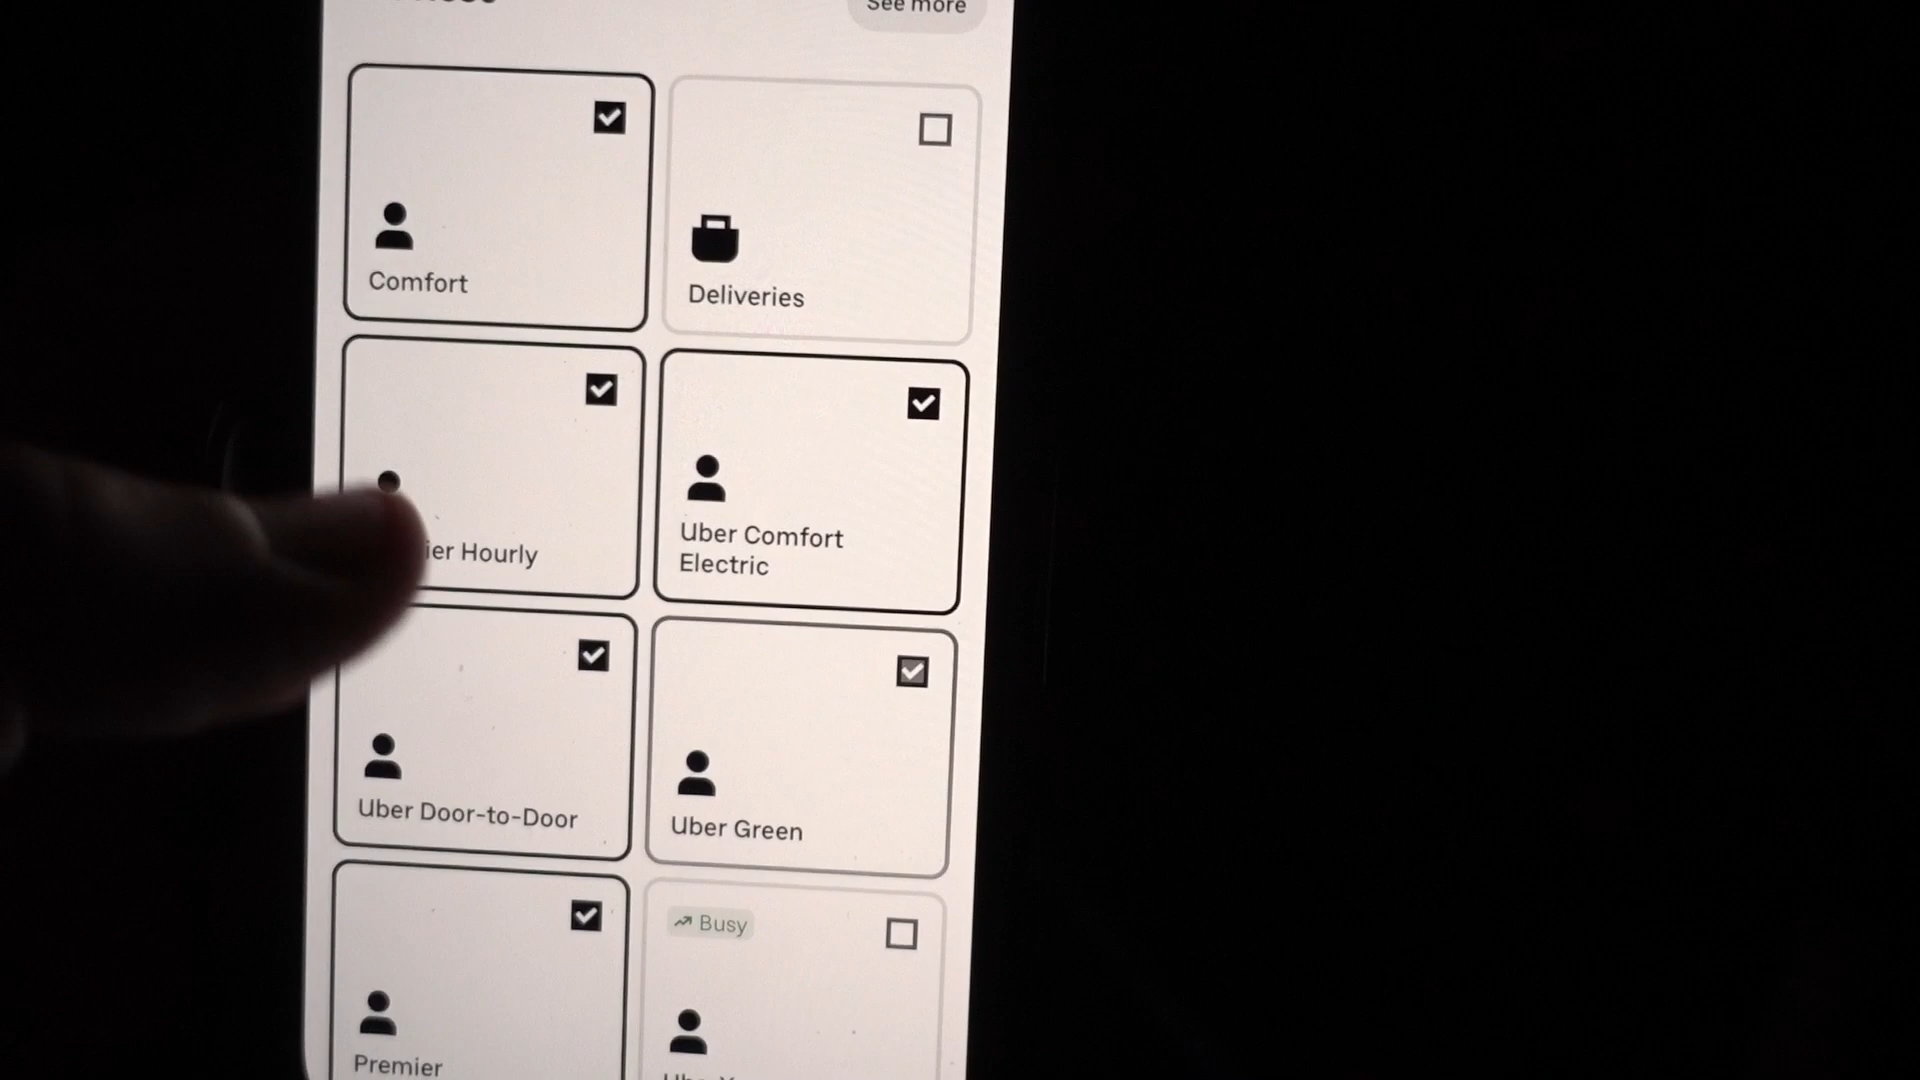 See more
Comfort
Deliveries
ier Hourly
Uber Comfort
Electric
Uber Door-to-Door
Uber Green
Premier
Busy